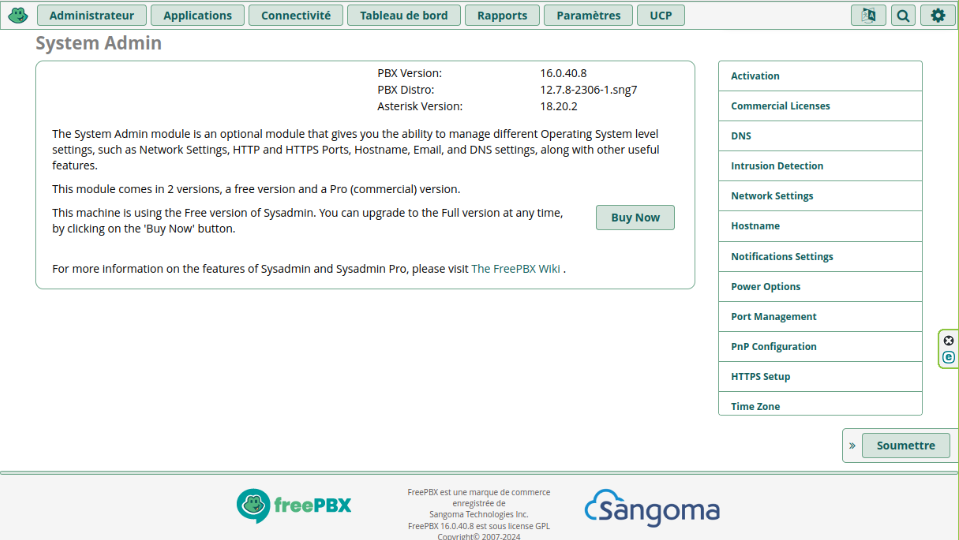 Administrateur Applications Connectivité Tableau de bord Rapports Paramètres UCP
System Admin
PBX Version: 16.0.40.8
PBX Distro: 12.7.8-2306-1.sng7
Asterisk Version: 18.20.2
The System Admin module is an optional module that gives you the ability to manage different Operating System level
settings, such as Network Settings, HTTP and HTTPS Ports, Hostname, Email, and DNS settings, along with other useful
features.
This module comes in 2 versions, a free version and a Pro (commercial) version.
This machine is using the Free version of Sysadmin. You can upgrade to the Full version at any time,
by clicking on the 'Buy Now' button.
Buy Now
For more information on the features of Sysadmin and Sysadmin Pro, please visit The FreePBX Wiki .
Activation
Commercial Licenses
DNS
Intrusion Detection
Network Settings
Hostname
Notifications Settings
Power Options
Port Management
PnP Configuration
HTTPS Setup
Time Zone
» Soumettre
freePBX
FreePBX est une marque de commerce
enregistrée de
Sangoma Technologies Inc.
FreePBX 16.0.40.8 est sous license GPL
Copyright© 2007-2024
Sangoma